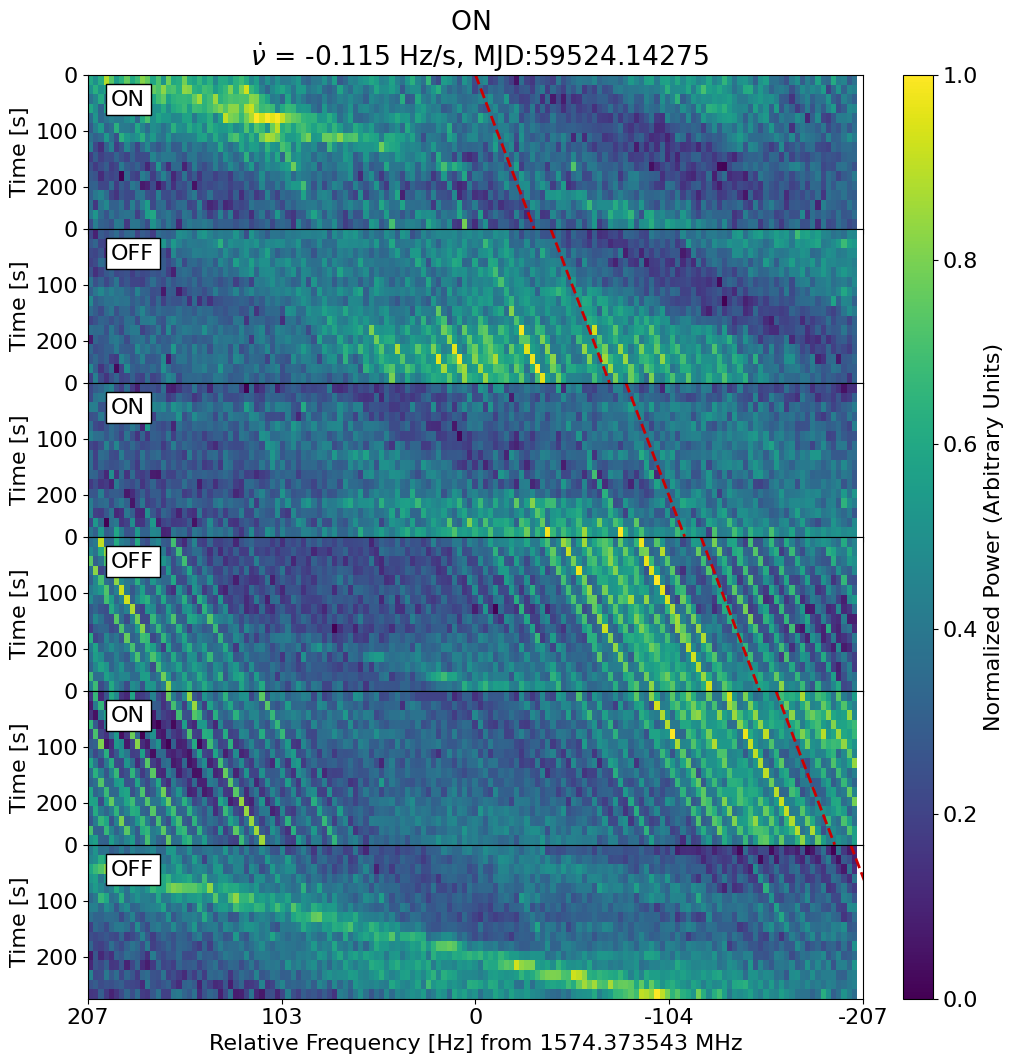 ON
ν̇ = -0.115 Hz/s, MJD:59524.14275
0
ON
100
200
Time [s]
0
OFF
100
200
Time [s]
0
ON
100
200
Time [s]
0
OFF
100
200
Time [s]
0
ON
100
200
Time [s]
0
OFF
100
200
Time [s]
207
103
0
-104
-207
Relative Frequency [Hz] from 1574.373543 MHz
1.0
0.8
0.6
0.4
0.2
0.0
Normalized Power (Arbitrary Units)